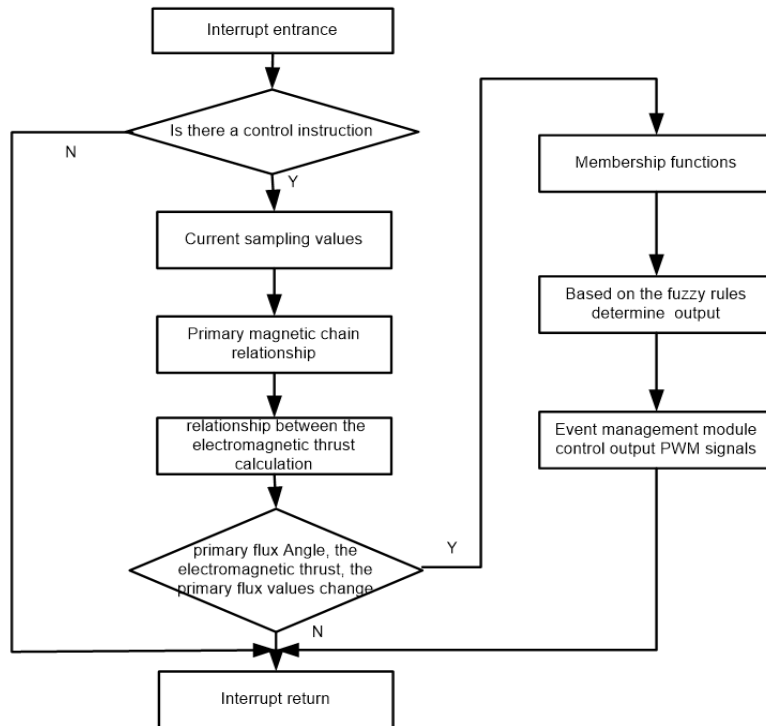 Interrupt entrance
Is there a control instruction
N
Y
Current sampling values
Primary magnetic chain
relationship
relationship between the
electromagnetic thrust
calculation
primary flux Angle, the
electromagnetic thrust, the
primary flux values change
Y
N
Interrupt return
Membership functions
Based on the fuzzy rules
determine output
Event management module
control output PWM signals